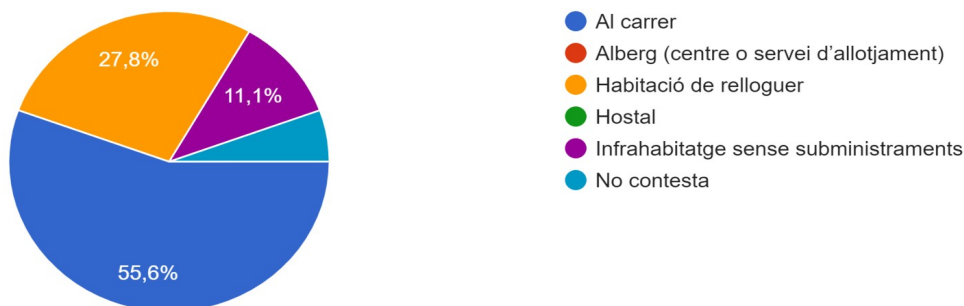 27,8%
11,1%
55,6%
Al carrer
Alberg (centre o servei d'allotjament)
Habitació de relloguer
Hostal
Infrahabitatge sense subministraments
No contesta